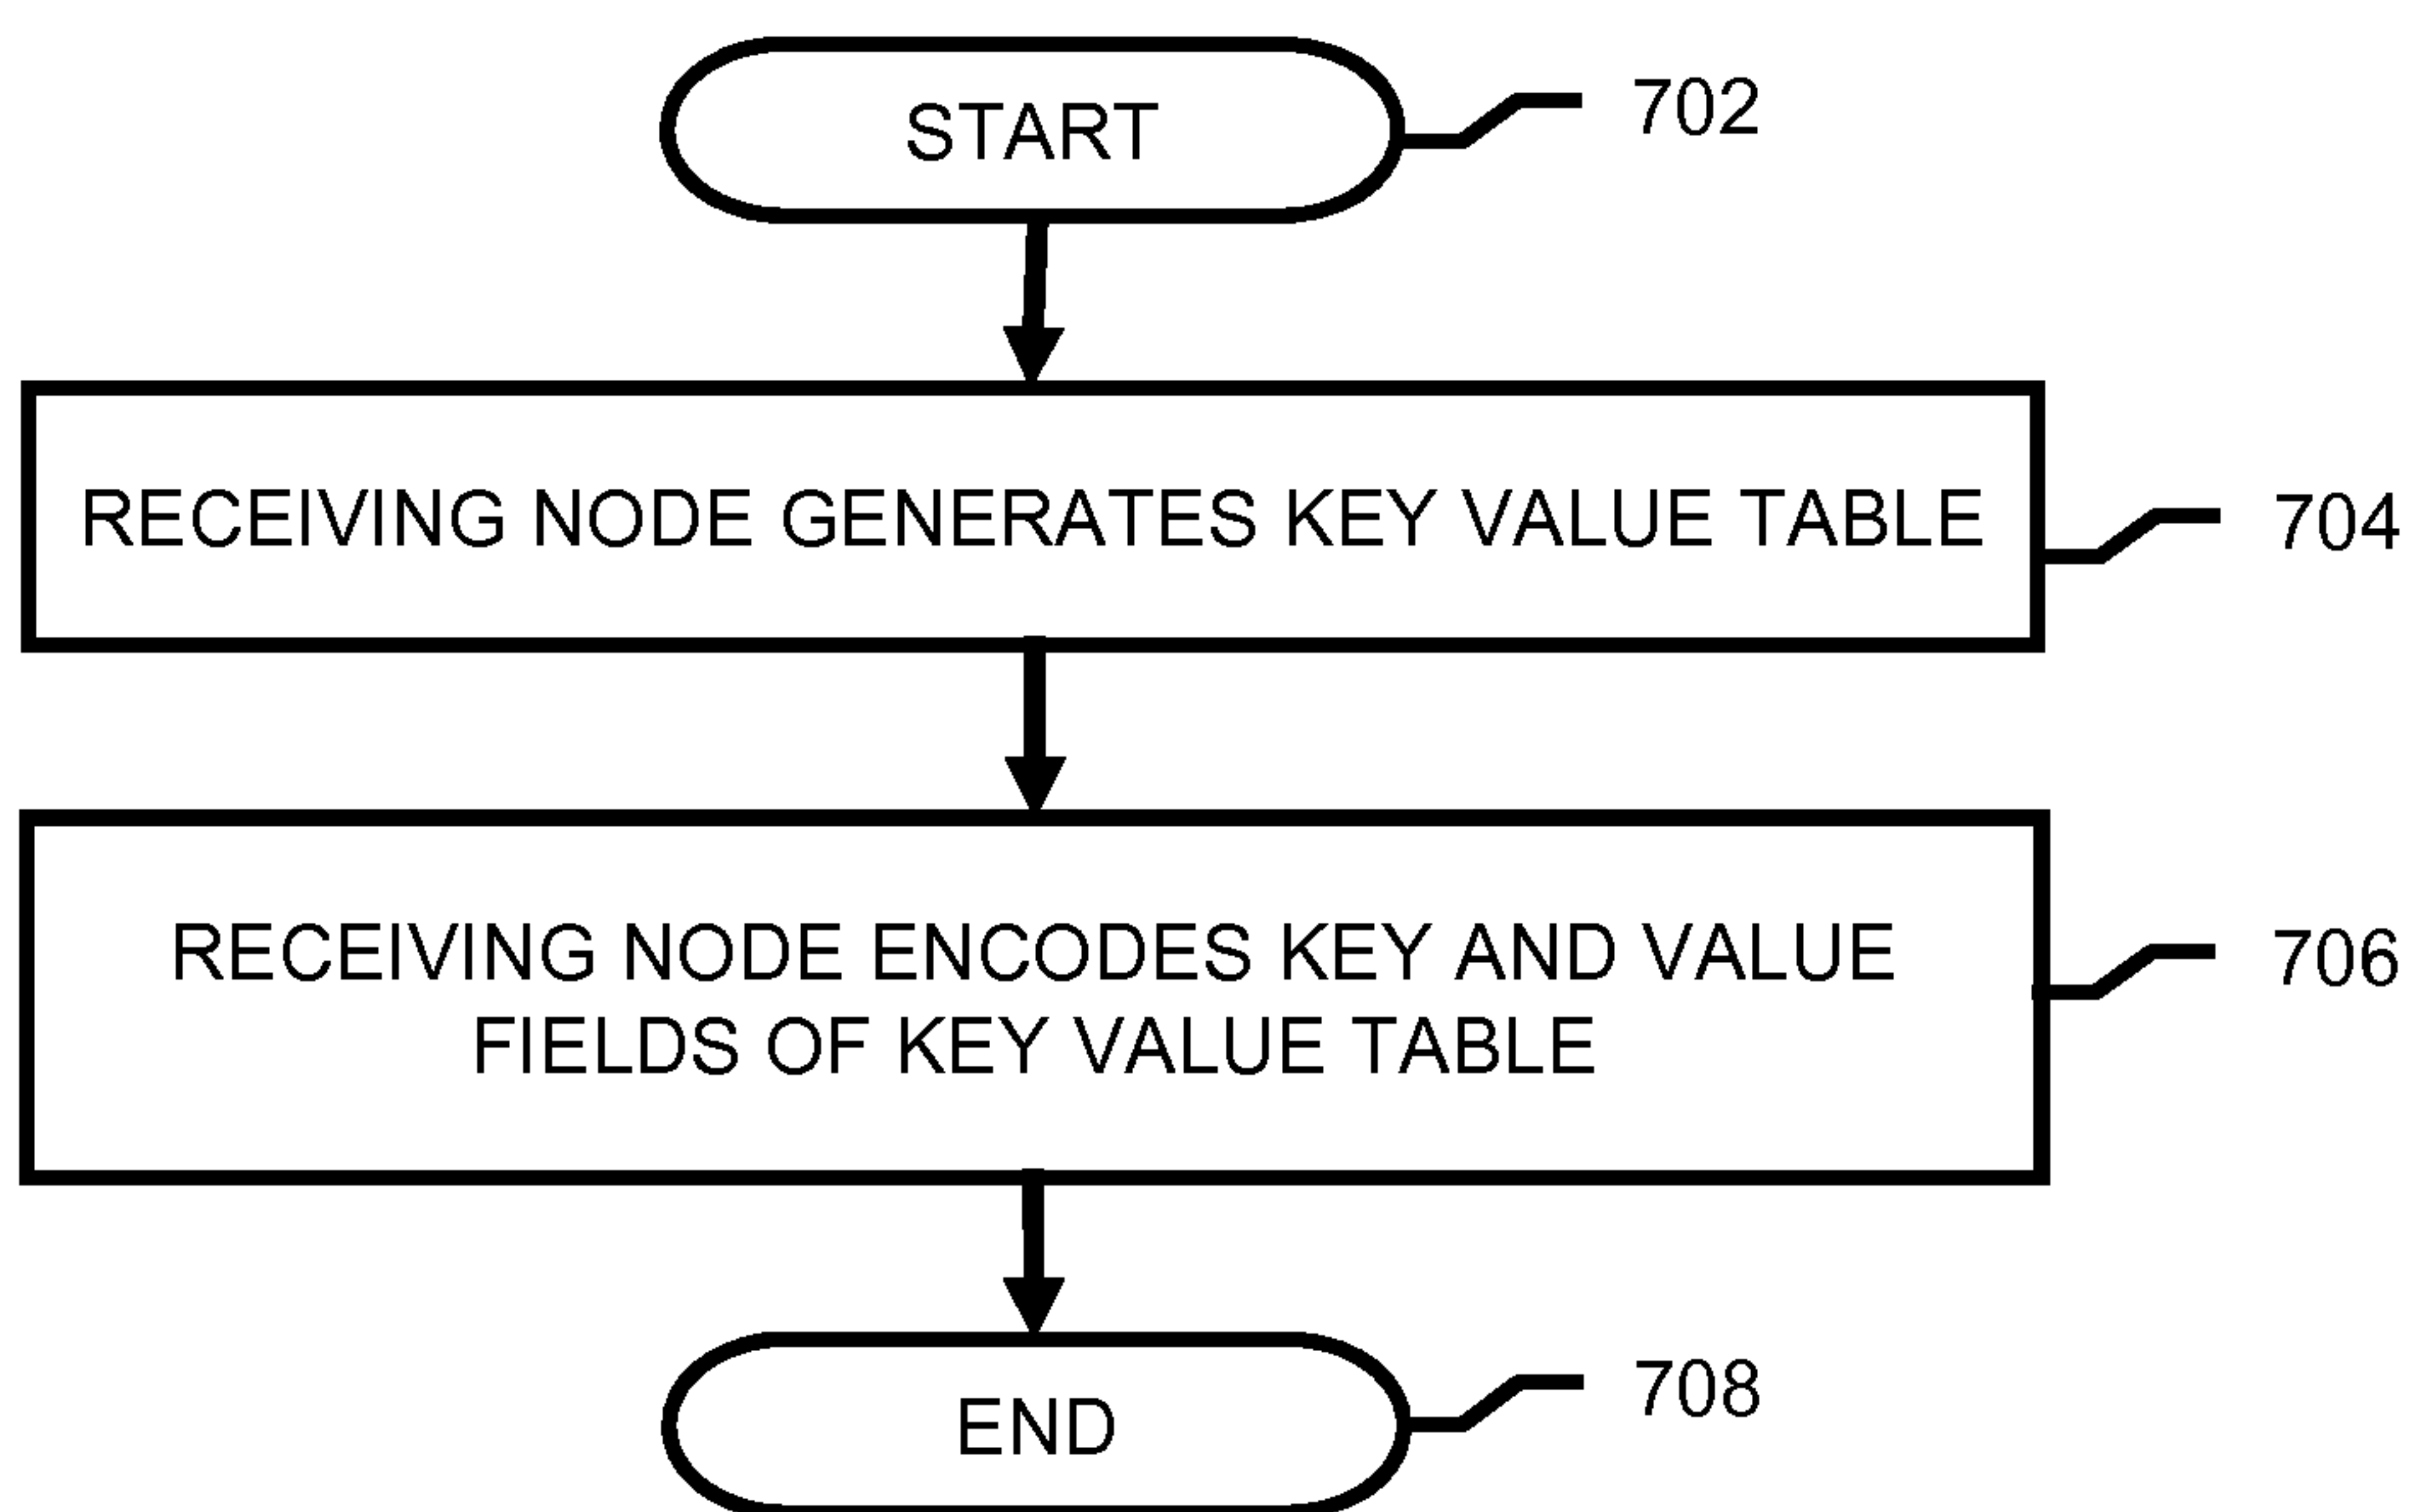 START
702
RECEIVING NODE GENERATES KEY VALUE TABLE
704
RECEIVING NODE ENCODES KEY AND VALUE
FIELDS OF KEY VALUE TABLE
706
END
708